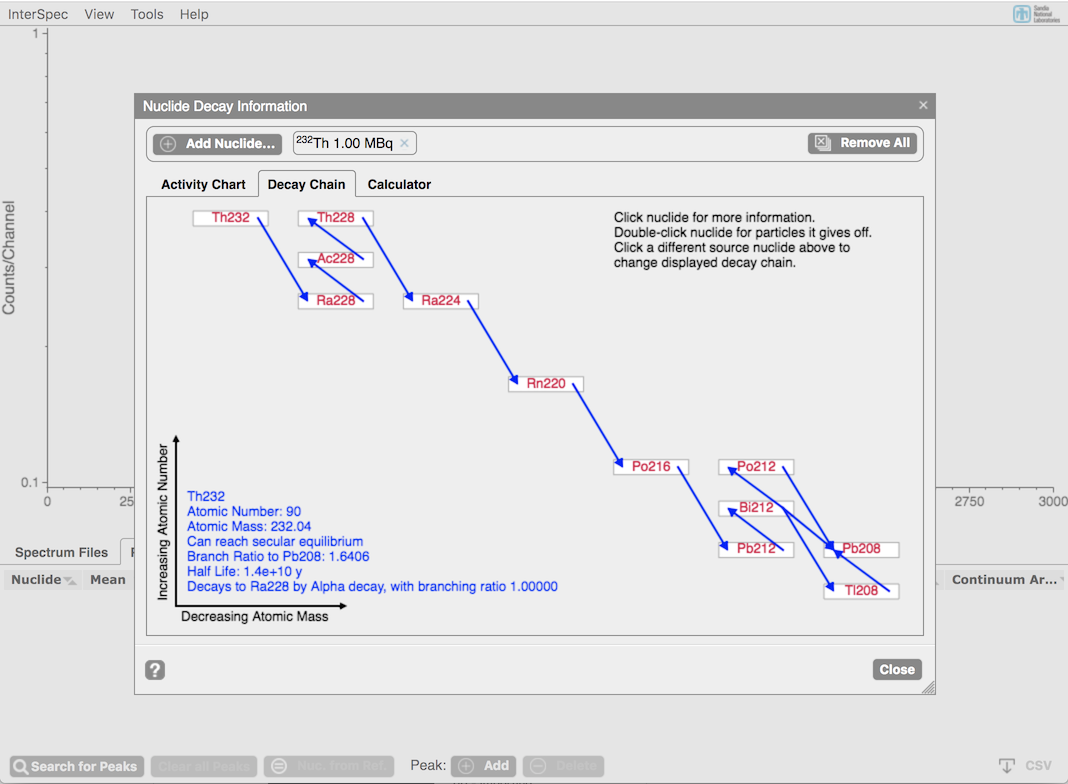 InterSpec View Tools Help
Sandia
National
Laboratories
1
Counts/Channel
0.1
0
25
2750
3000
Nuclide Decay Information
Add Nuclide...
232Th 1.00 MBq
Remove All
Activity Chart Decay Chain Calculator
Th232 Th228
Ac228
Ra228 Ra224
Rn220
Po216 Po212
Bi212
Pb212 Pb208
Tl208
Click nuclide for more information.
Double-click nuclide for particles it gives off.
Click a different source nuclide above to
change displayed decay chain.
Increasing Atomic Number
Th232
Atomic Number: 90
Atomic Mass: 232.04
Can reach secular equilibrium
Branch Ratio to Pb208: 1.6406
Half Life: 1.4e+10 y
Decays to Ra228 by Alpha decay, with branching ratio 1.00000
Decreasing Atomic Mass
?
Close
Spectrum Files
Nuclide Mean
Continuum Ar...
Search for Peaks Clear all Peaks Nuc. from Ref. Peak: Add Delete
CSV